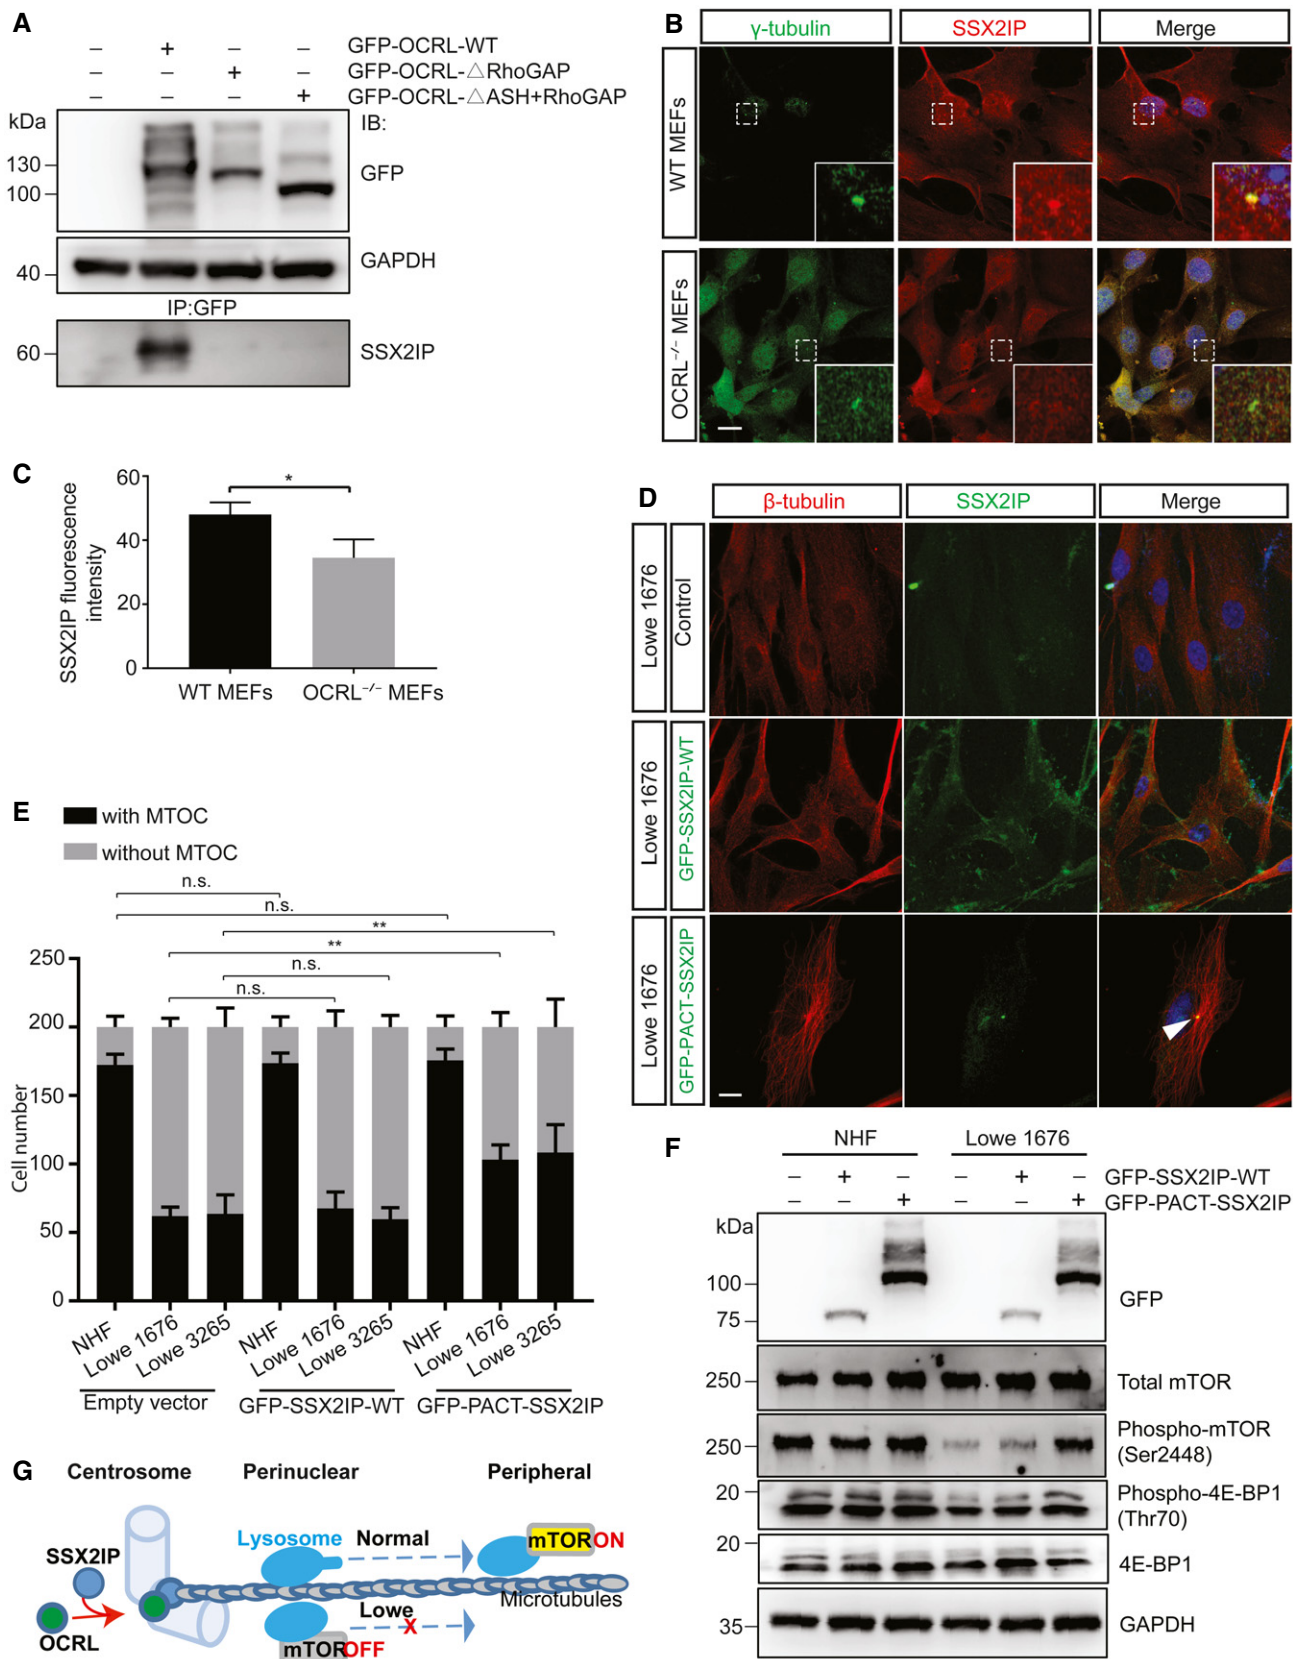 A
– + – – GFP-OCRL-WT
– – + – GFP-OCRL-△RhoGAP
– – – + GFP-OCRL-△ASH+RhoGAP
kDa
IB:
130
GFP
100
GAPDH
40
IP:GFP
60
SSX2IP
B
γ-tubulin
SSX2IP
Merge
WT MEFs
OCRL⁻/⁻ MEFs
C
SSX2IP fluorescence
intensity
60
40
20
0
*
WT MEFs
OCRL⁻/⁻ MEFs
D
β-tubulin
SSX2IP
Merge
Lowe 1676
Control
Lowe 1676
GFP-SSX2IP-WT
Lowe 1676
GFP-PACT-SSX2IP
E
with MTOC
without MTOC
n.s.
n.s.
**
**
n.s.
n.s.
Cell number
250
200
150
100
50
0
NHF
Lowe 1676
Lowe 3265
NHF
Lowe 1676
Lowe 3265
NHF
Lowe 1676
Lowe 3265
Empty vector
GFP-SSX2IP-WT
GFP-PACT-SSX2IP
F
NHF
Lowe 1676
– + – – + – GFP-SSX2IP-WT
– – + – – + GFP-PACT-SSX2IP
kDa
100
GFP
75
250
Total mTOR
250
Phospho-mTOR
(Ser2448)
20
Phospho-4E-BP1
(Thr70)
20
4E-BP1
35
GAPDH
G
Centrosome
Perinuclear
Peripheral
SSX2IP
OCRL
Lysosome
Normal
mTOR ON
Microtubules
Lowe
X
mTOR OFF